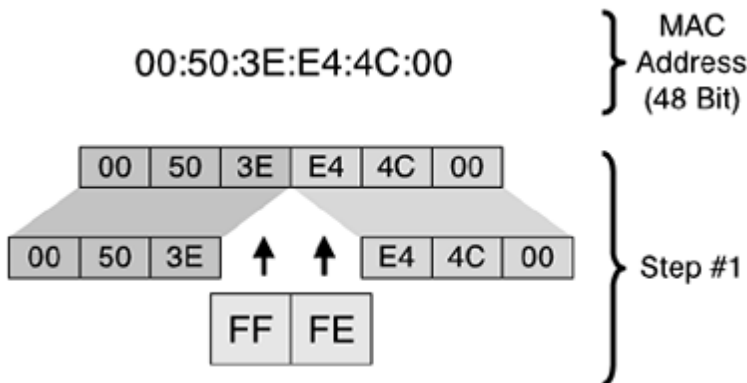 00:50:3E:E4:4C:00
MAC
Address
(48 Bit)
00 50 3E E4 4C 00
00 50 3E E4 4C 00
Step #1
FF FE